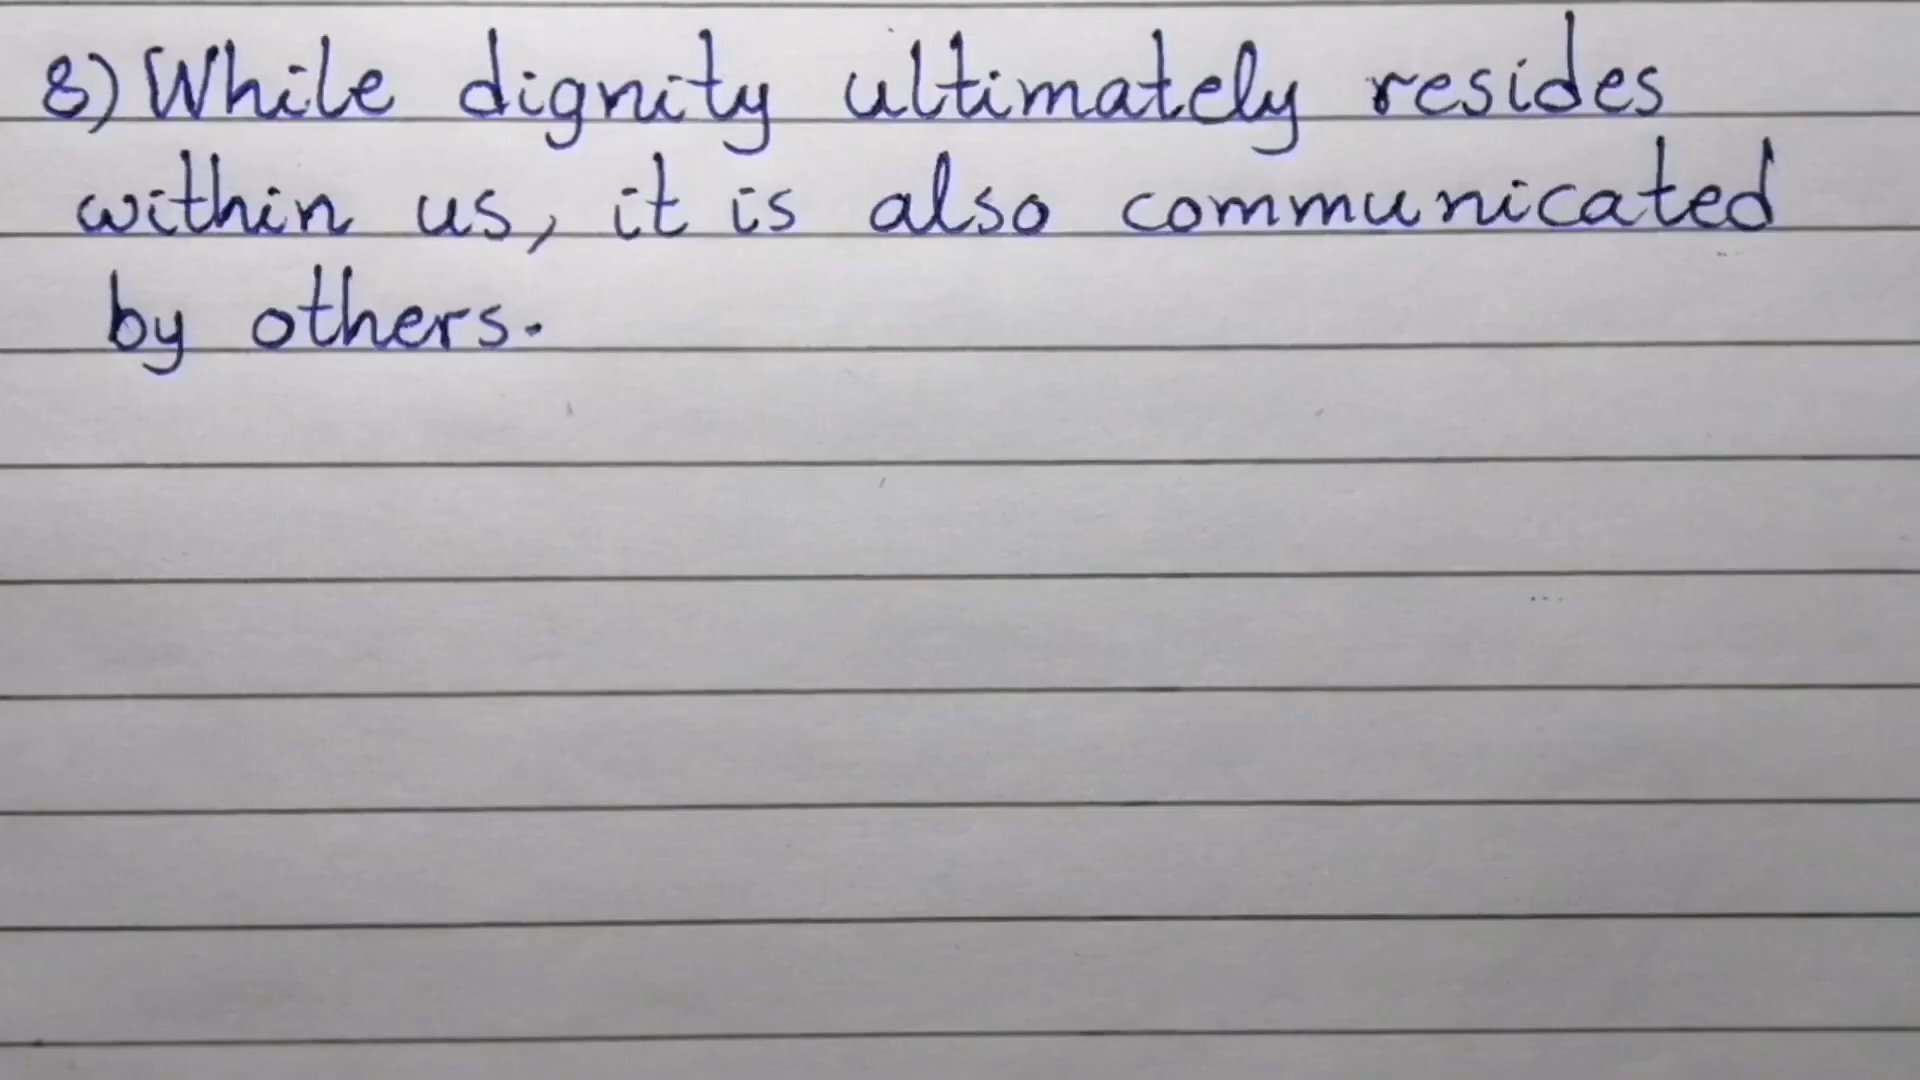 8) While dignity ultimately resides
within us, it is also communicated
by others.